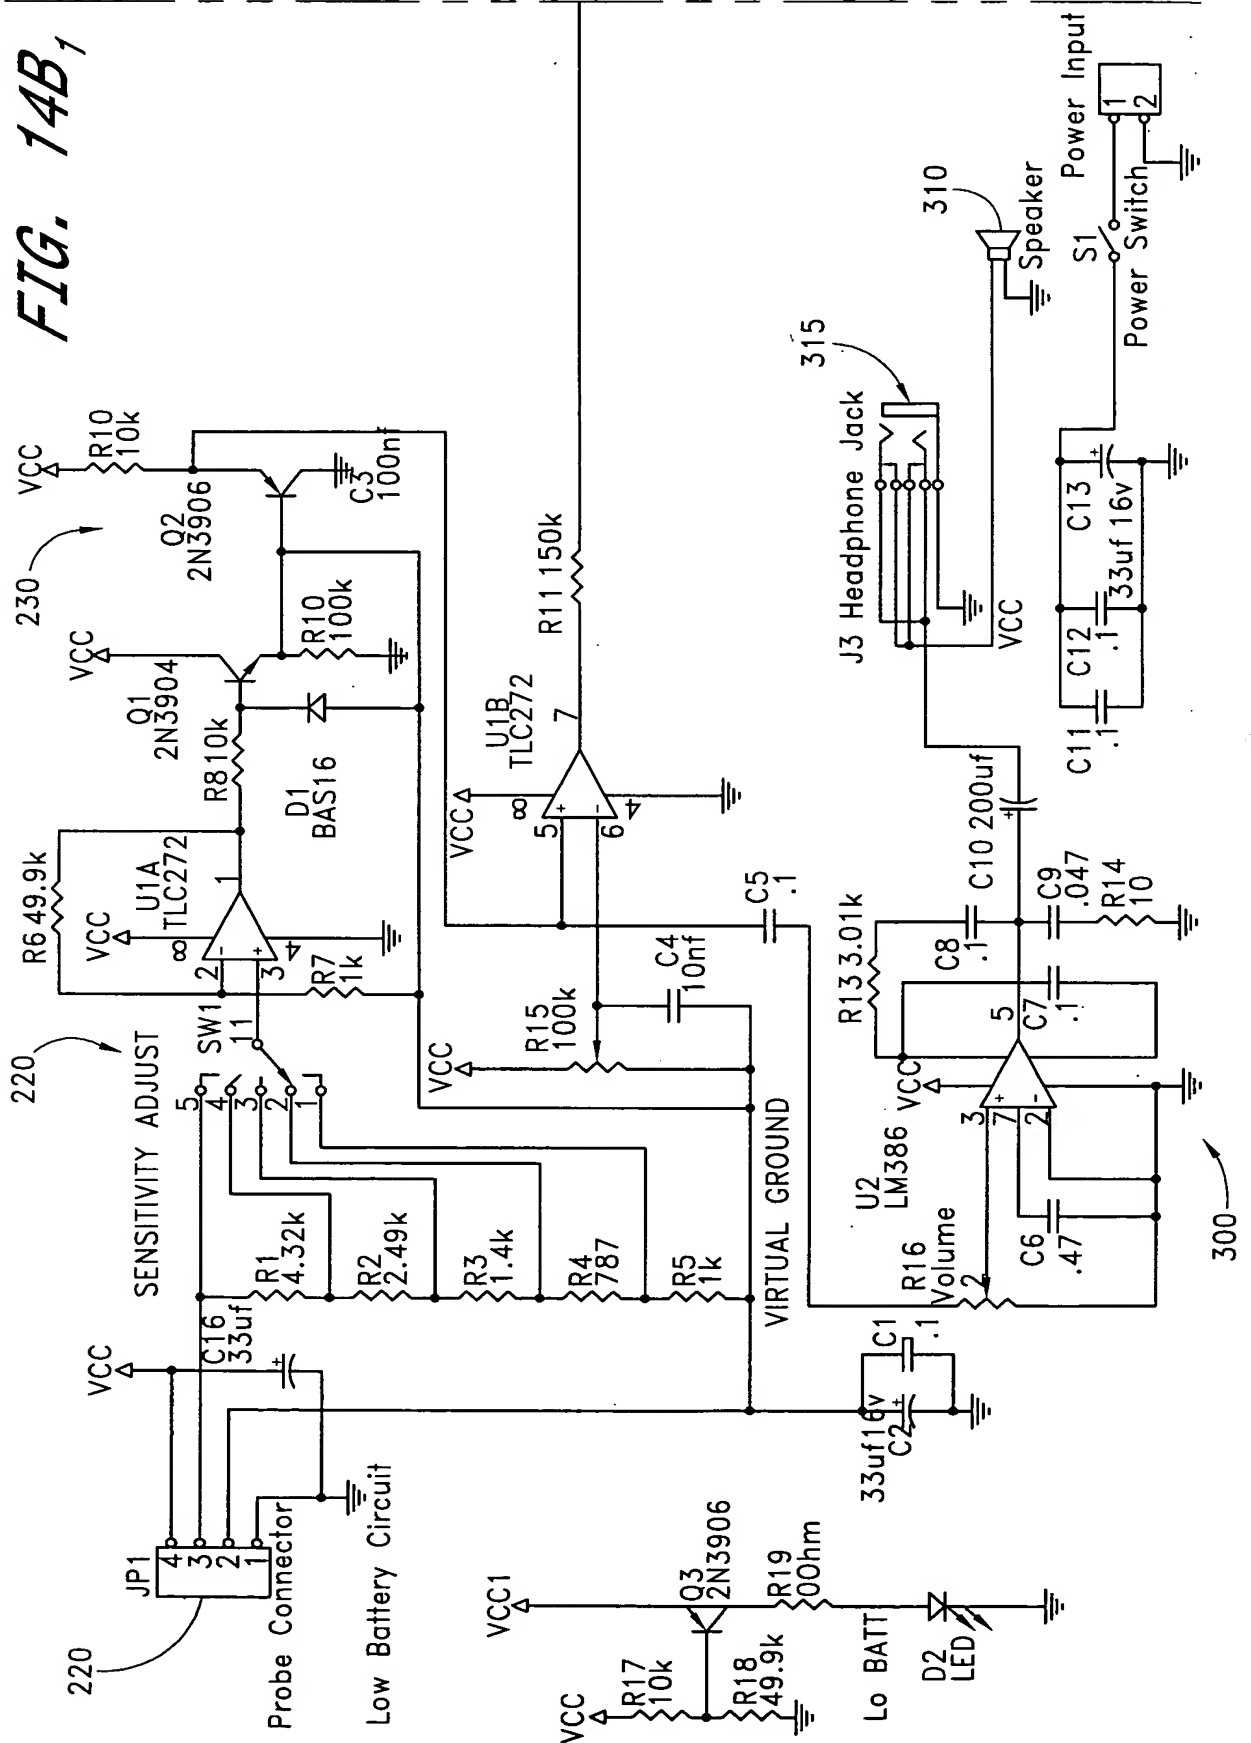 FIG. 14B1
220
JP1
4
3
2
1
Probe Connector
Low Battery Circuit
VCC
C16
33uf
SENSITIVITY ADJUST
220
R1
4.32k
R2
2.49k
R3
1.4k
R4
787
R5
1k
VIRTUAL GROUND
5
4
3
2
1
SW1
11
R6 49.9k
VCC
8
U1A
TLC272
2
-
3
+
1
4
R7
1k
R8 10k
D1
BAS16
Q1
2N3904
VCC
R10
100k
230
Q2
2N3906
VCC
R10
10k
C3
100nf
VCC
R15
100k
C4
10nf
C5
.1
VCC
8
U1B
TLC272
5
+
6
-
7
4
R11 150k
33uf16v
C2
+
C1
.1
R16
Volume
2
C6
.47
U2
LM386
3
+
7
2
-
VCC
5
C7
.1
R13 3.01k
C8
.1
C9
.047
R14
10
C10 200uf
+
300
J3 Headphone Jack
315
VCC
310
Speaker
C11
.1
C12
.1
C13
33uf 16v
+
S1
Power Switch
Power Input
1
2
VCC1
VCC
R17
10k
R18
49.9k
Q3
2N3906
R19
00hm
Lo BATT
D2
LED